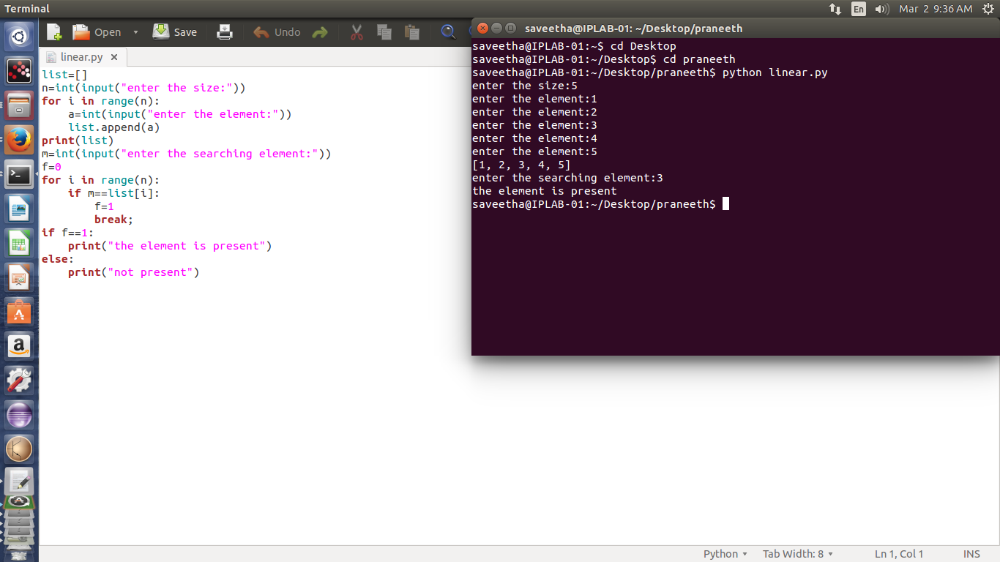 Terminal
En
Mar 2 9:36 AM
Open
Save
Undo
linear.py
list=[]
n=int(input("enter the size:"))
for i in range(n):
    a=int(input("enter the element:"))
    list.append(a)
print(list)
m=int(input("enter the searching element:"))
f=0
for i in range(n):
    if m==list[i]:
        f=1
        break;
if f==1:
    print("the element is present")
else:
    print("not present")
saveetha@IPLAB-01: ~/Desktop/praneeth
saveetha@IPLAB-01:~$ cd Desktop
saveetha@IPLAB-01:~/Desktop$ cd praneeth
saveetha@IPLAB-01:~/Desktop/praneeth$ python linear.py
enter the size:5
enter the element:1
enter the element:2
enter the element:3
enter the element:4
enter the element:5
[1, 2, 3, 4, 5]
enter the searching element:3
the element is present
saveetha@IPLAB-01:~/Desktop/praneeth$
Python
Tab Width: 8
Ln 1, Col 1
INS